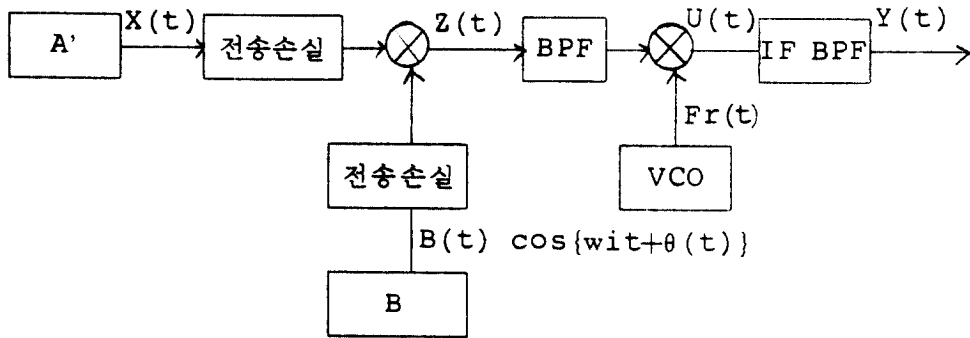 A'
X(t)
전송손실
Z(t)
BPF
U(t)
IF BPF
Y(t)
Fr(t)
VCO
전송손실
B(t) cos{wit+θ(t)}
B